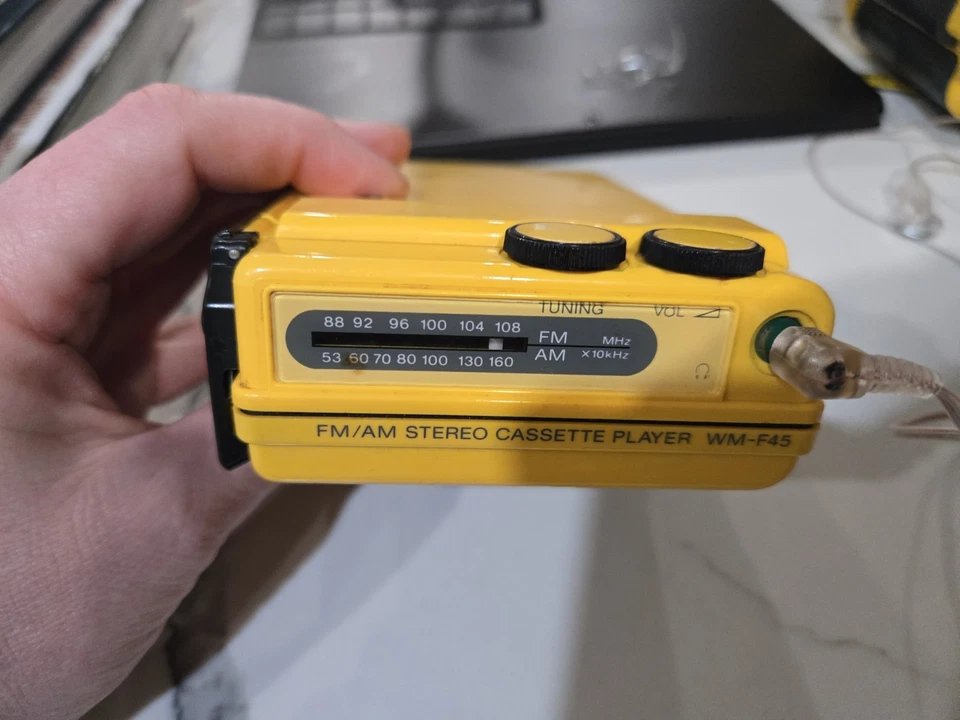 TUNING VOL
88 92 96 100 104 108 FM MHz
53 60 70 80 100 130 160 AM ×10kHz
FM/AM STEREO CASSETTE PLAYER WM-F45